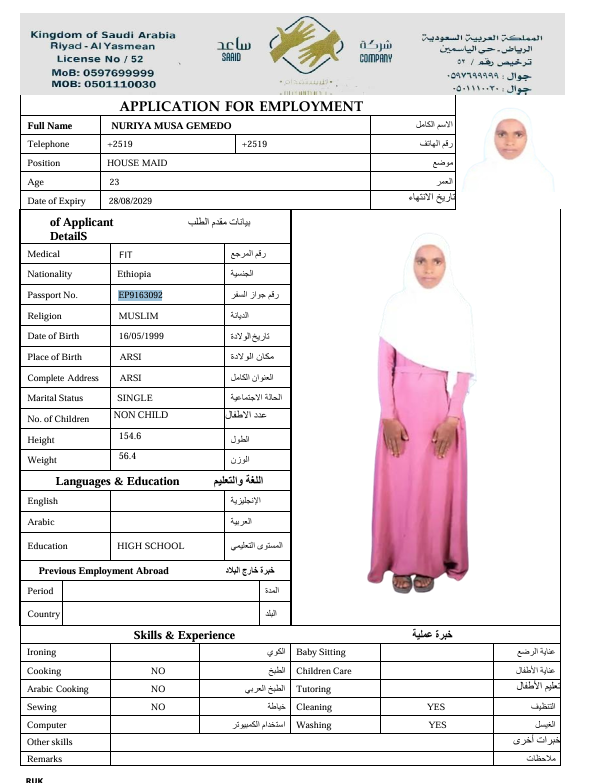 Kingdom of Saudi Arabia
Riyad - Al Yasmean
License No / 52
MoB: 0597699999
MOB: 0501110030
ساعد
SAAID
شركة
COMPANY
المملكة العربية السعودية
الرياض - حي الياسمين
ترخيص رقم / ٥٢
جوال : ٠٥٩٧٦٩٩٩٩٩
APPLICATION FOR EMPLOYMENT
Full Name NURIYA MUSA GEMEDO الاسم الكامل
Telephone +2519 +2519 رقم الهاتف
Position HOUSE MAID موضع
Age 23 العمر
Date of Expiry 28/08/2029 تاريخ الانتهاء
of Applicant بيانات مقدم الطلب
DetailS
Medical FIT رقم المرجع
Nationality Ethiopia الجنسية
Passport No. EP9163092 رقم جواز السفر
Religion MUSLIM الديانة
Date of Birth 16/05/1999 تاريخ الولادة
Place of Birth ARSI مكان الولادة
Complete Address ARSI العنوان الكامل
Marital Status SINGLE الحالة الاجتماعية
No. of Children NON CHILD عدد الاطفال
Height 154.6 الطول
Weight 56.4 الوزن
Languages & Education اللغة والتعليم
English الإنجليزية
Arabic العربية
Education HIGH SCHOOL المستوى التعليمي
Previous Employment Abroad خبرة خارج البلاد
Period المدة
Country البلد
Skills & Experience خبرة عملية
Ironing الكوي Baby Sitting عناية الرضع
Cooking NO الطبخ Children Care عناية الأطفال
Arabic Cooking NO الطبخ العربي Tutoring تعليم الأطفال
Sewing NO خياطة Cleaning YES التنظيف
Computer استخدام الكمبيوتر Washing YES الغسيل
Other skills خبرات أخرى
Remarks ملاحظات